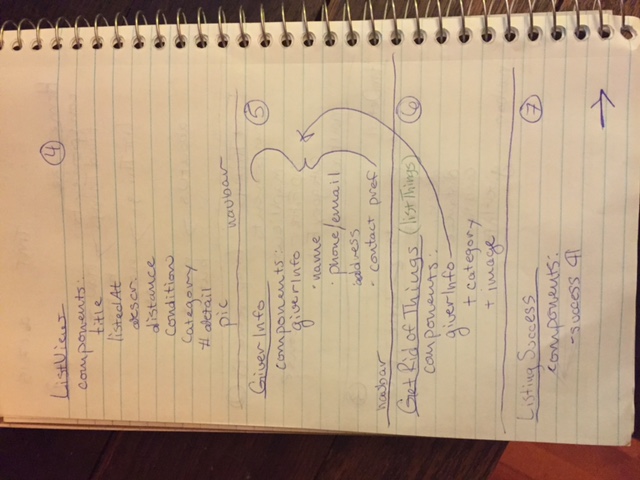 ListView ④
components:
title
listedAt
descr.
distance
condition
category
# detail
pic
navbar
GiverInfo ⑤
components:
giverInfo
· name
· phone/email
address
· contact pref
navbar
Get Rid of Things (listThings) ⑥
components:
giverInfo
+ category
+ image
Listing Success ⑦
components:
- success ¶
→